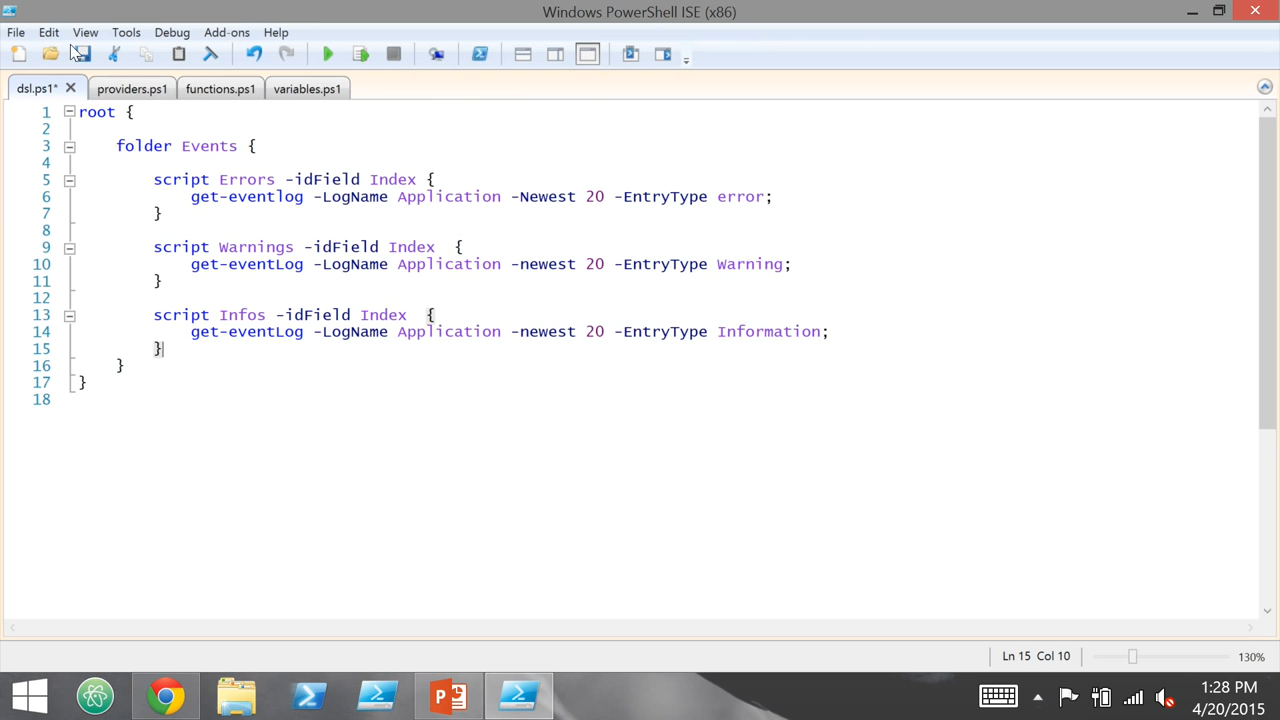 Windows PowerShell ISE (x86)
File Edit View Tools Debug Add-ons Help
dsl.ps1* providers.ps1 functions.ps1 variables.ps1
1 root {
2
3 folder Events {
4
5 script Errors -idField Index {
6 get-eventlog -LogName Application -Newest 20 -EntryType error;
7 }
8
9 script Warnings -idField Index  {
10 get-eventLog -LogName Application -newest 20 -EntryType Warning;
11 }
12
13 script Infos -idField Index  {
14 get-eventLog -LogName Application -newest 20 -EntryType Information;
15 }
16 }
17 }
18
Ln 15 Col 10 130%
1:28 PM
4/20/2015